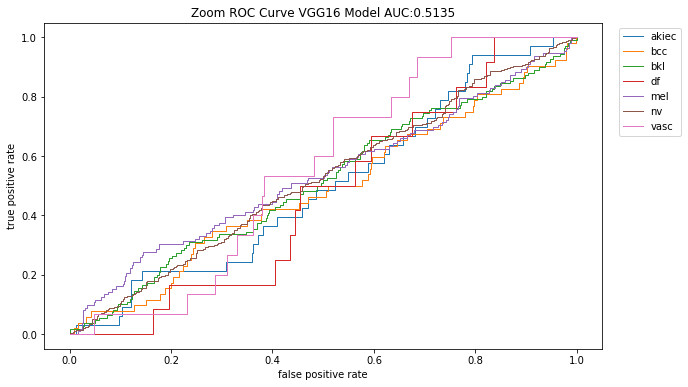 Zoom ROC Curve VGG16 Model AUC:0.5135
true positive rate
1.0
0.8
0.6
0.4
0.2
0.0
0.0 0.2 0.4 0.6 0.8 1.0
false positive rate
akiec
bcc
bkl
df
mel
nv
vasc